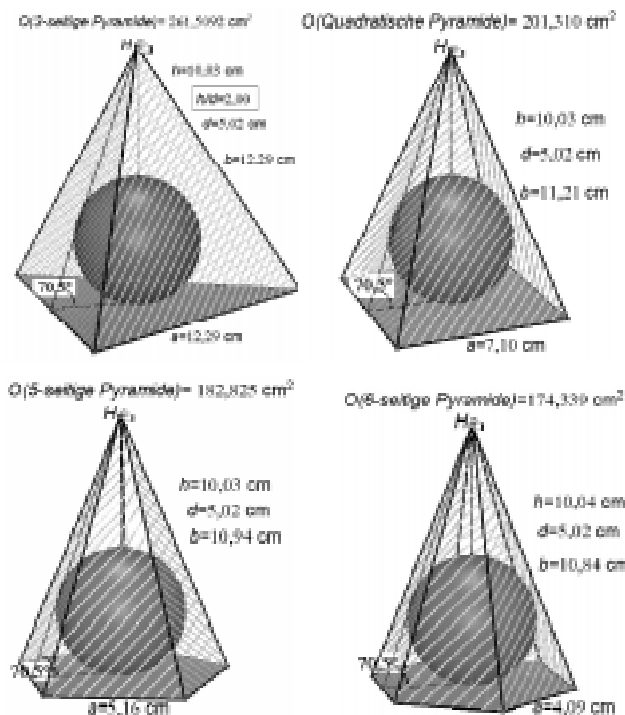 O(3-seitige Pyramide)= 261,5092 cm²
h=10,03 cm
h/d=2,00
d=5,02 cm
b=12,29 cm
70,5°
a=12,29 cm
O(Quadratische Pyramide)= 201,310 cm²
h=10,03 cm
d=5,02 cm
b=11,21 cm
70,5°
a=7,10 cm
O(5-seitige Pyramide)= 182,825 cm²
h=10,03 cm
d=5,02 cm
b=10,94 cm
70,5°
a=5,16 cm
O(6-seitige Pyramide)=174,339 cm²
h=10,04 cm
d=5,02 cm
b=10,84 cm
a=4,09 cm